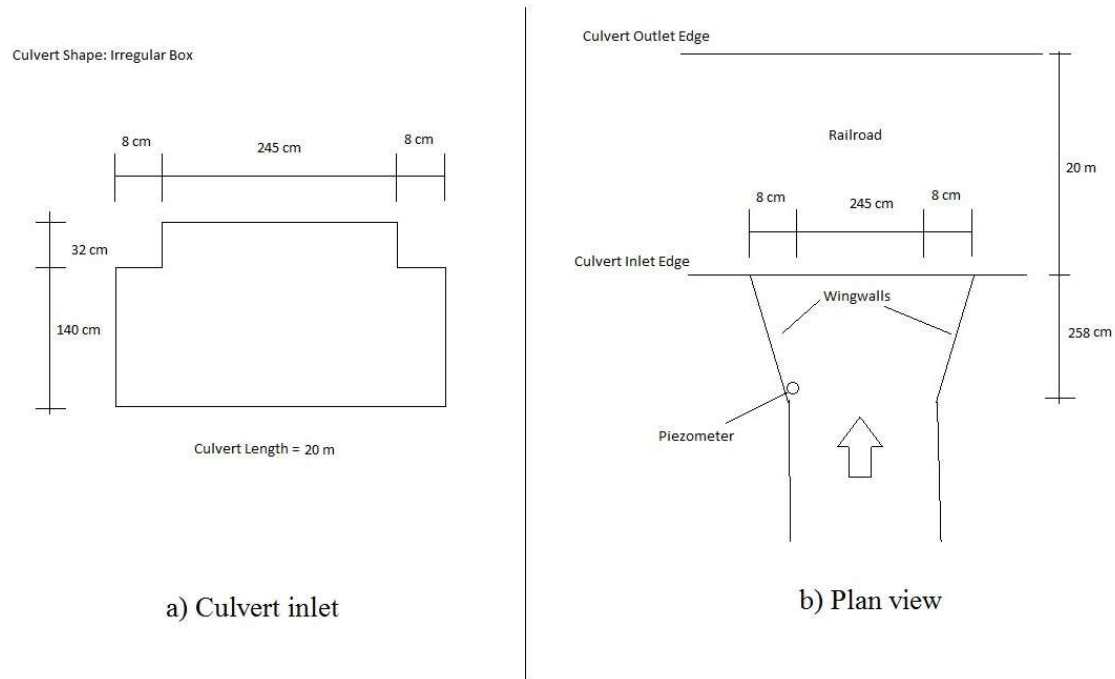 Culvert Shape: Irregular Box
8 cm
245 cm
8 cm
32 cm
140 cm
Culvert Length = 20 m
a) Culvert inlet
Culvert Outlet Edge
Railroad
20 m
8 cm
245 cm
8 cm
Culvert Inlet Edge
Wingwalls
258 cm
Piezometer
b) Plan view